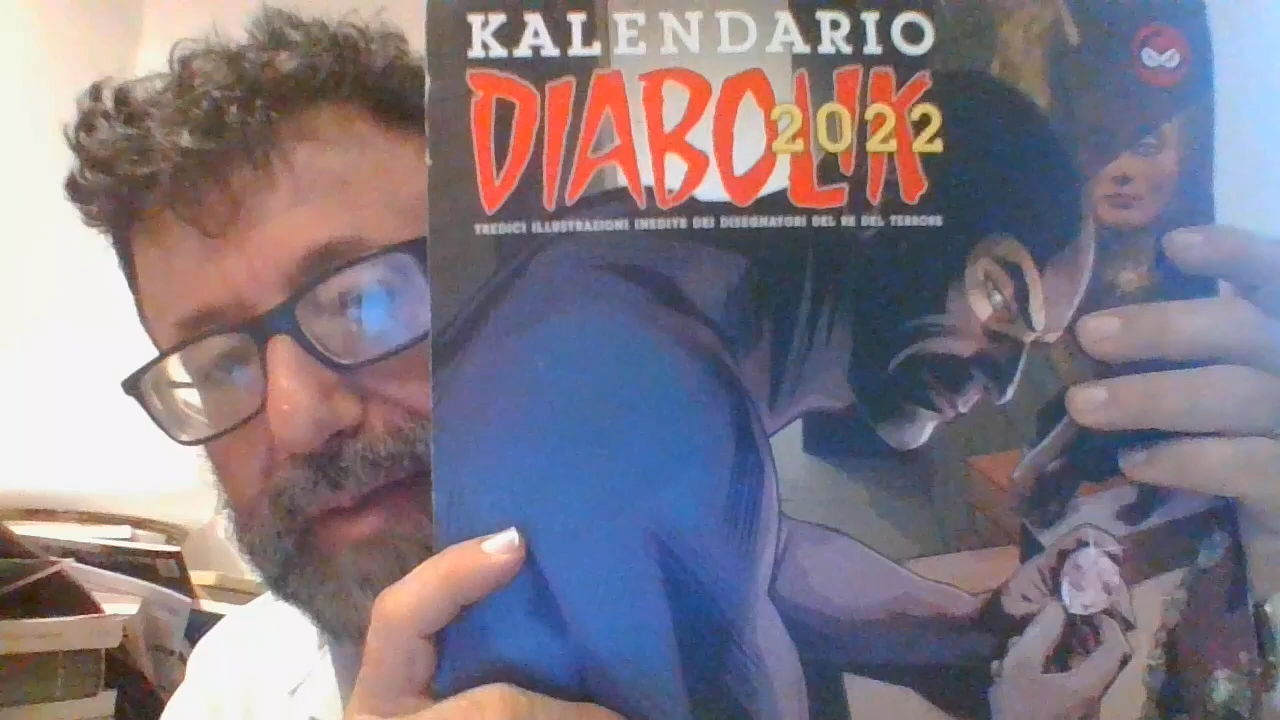 KALENDARIO
DIABOLIK
2022
TREDICI ILLUSTRAZIONI INEDITE DEI DISEGNATORI DEL RE DEL TERRORE